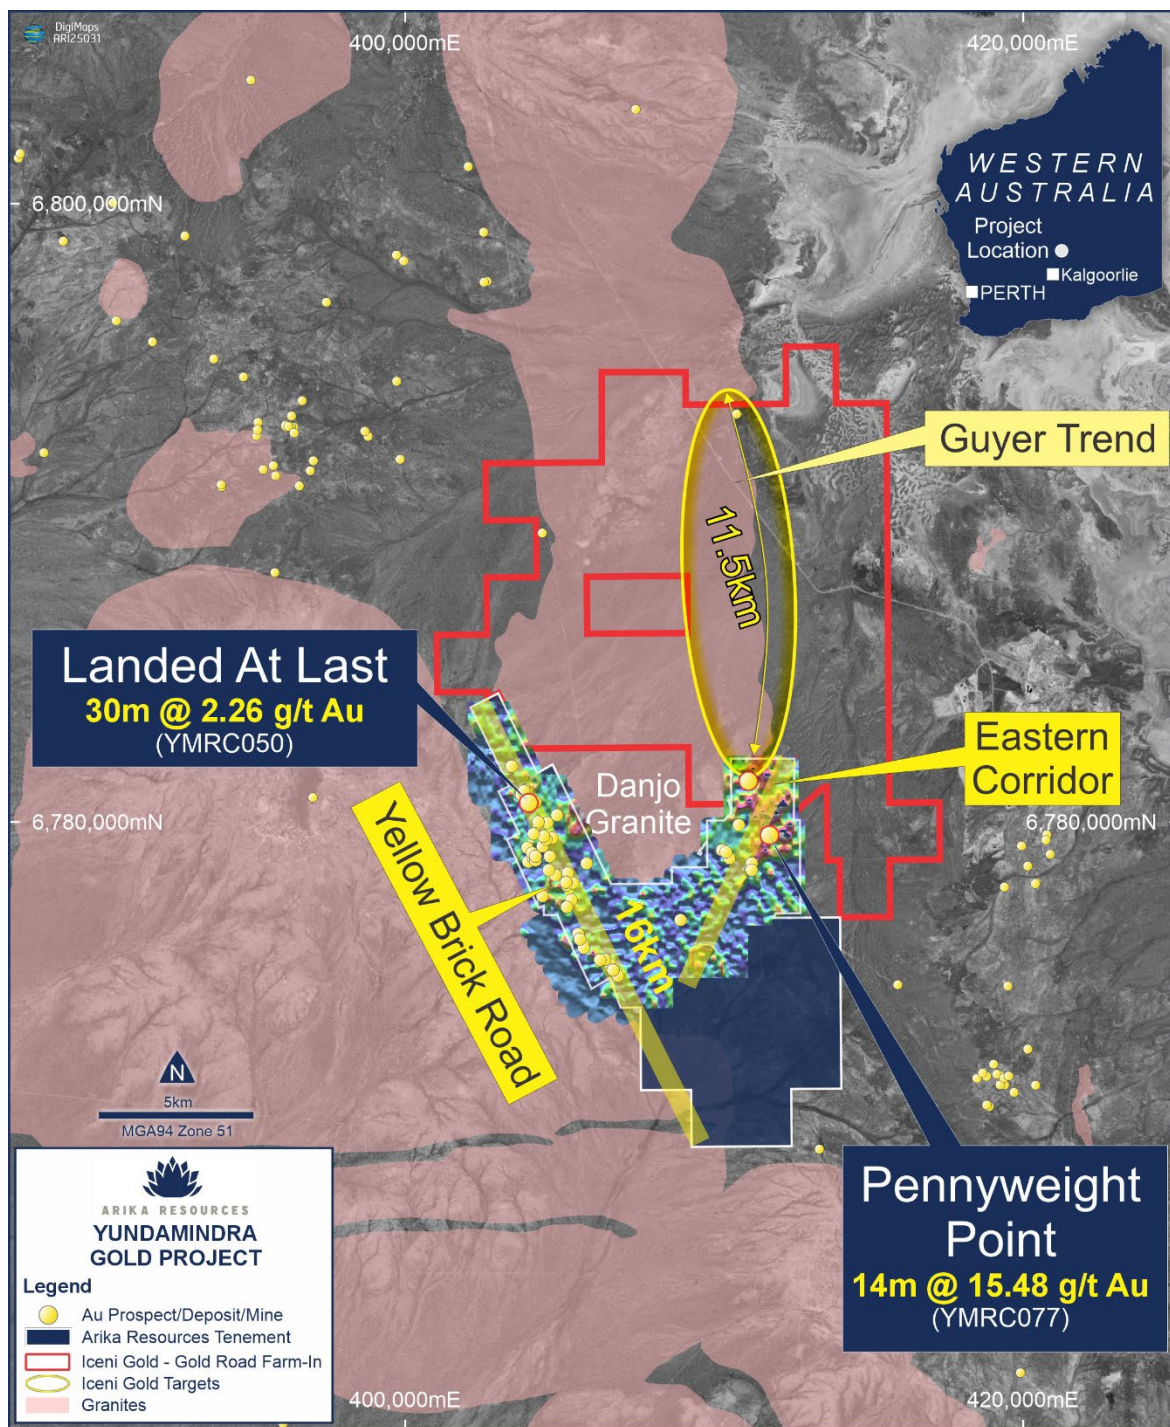 DigiMaps
ARI25031
400,000mE
420,000mE
WESTERN
AUSTRALIA
Project
Location
Kalgoorlie
PERTH
6,800,000mN
Guyer Trend
11.5km
Landed At Last
30m @ 2.26 g/t Au
(YMRC050)
Eastern
Corridor
Danjo
Granite
6,780,000mN
6,780,000mN
Yellow Brick Road
16km
N
5km
MGA94 Zone 51
Pennyweight
Point
14m @ 15.48 g/t Au
(YMRC077)
ARIKA RESOURCES
YUNDAMINDRA
GOLD PROJECT
Legend
Au Prospect/Deposit/Mine
Arika Resources Tenement
Iceni Gold - Gold Road Farm-In
Iceni Gold Targets
Granites
400,000mE
420,000mE